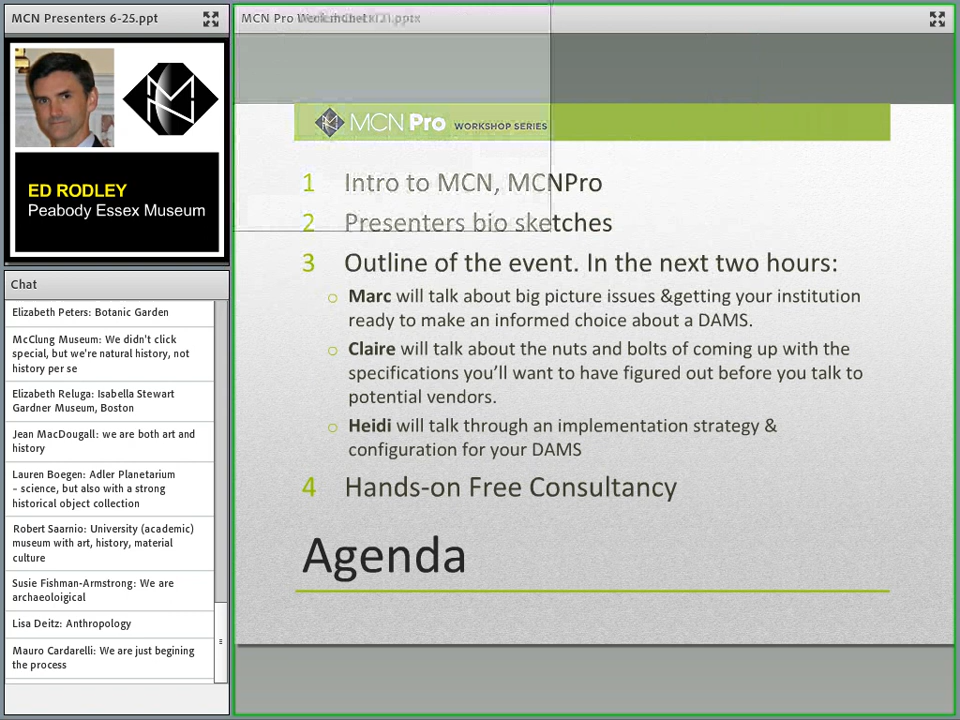 MCN Presenters 6-25.ppt
ED RODLEY
Peabody Essex Museum
Chat
Elizabeth Peters: Botanic Garden
McClung Museum: We didn't click
special, but we're natural history, not
history per se
Elizabeth Reluga: Isabella Stewart
Gardner Museum, Boston
Jean MacDougall: we are both art and
history
Lauren Boegen: Adler Planetarium
- science, but also with a strong
historical object collection
Robert Saarnio: University (academic)
museum with art, history, material
culture
Susie Fishman-Armstrong: We are
archaeoloigical
Lisa Deitz: Anthropology
Mauro Cardarelli: We are just begining
the process
MCN Pro
MCN Pro WORKSHOP SERIES
1 Intro to MCN, MCNPro
2 Presenters bio sketches
3 Outline of the event. In the next two hours:
o Marc will talk about big picture issues &getting your institution
ready to make an informed choice about a DAMS.
o Claire will talk about the nuts and bolts of coming up with the
specifications you'll want to have figured out before you talk to
potential vendors.
o Heidi will talk through an implementation strategy &
configuration for your DAMS
4 Hands-on Free Consultancy
Agenda